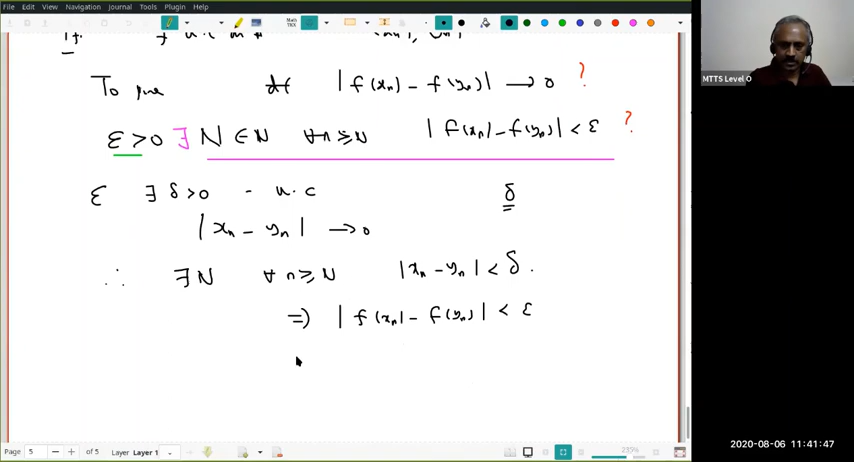 File Edit View Navigation Journal Tools Plugin Help
Pf.
To prove |f(xₙ) - f(yₙ)| → 0 ?
ε > 0 ∃ N ∈ N ∀ n ≥ N |f(xₙ) - f(yₙ)| < ε ?
ε ∃ δ > 0 - u.c δ
|xₙ - yₙ| → 0
∴ ∃ N ∀ n ≥ N |xₙ - yₙ| < δ.
=) |f(xₙ) - f(yₙ)| < ε
MTTS Level O
2020-08-06 11:41:47
Page 5 of 5 Layer Layer 1 235%